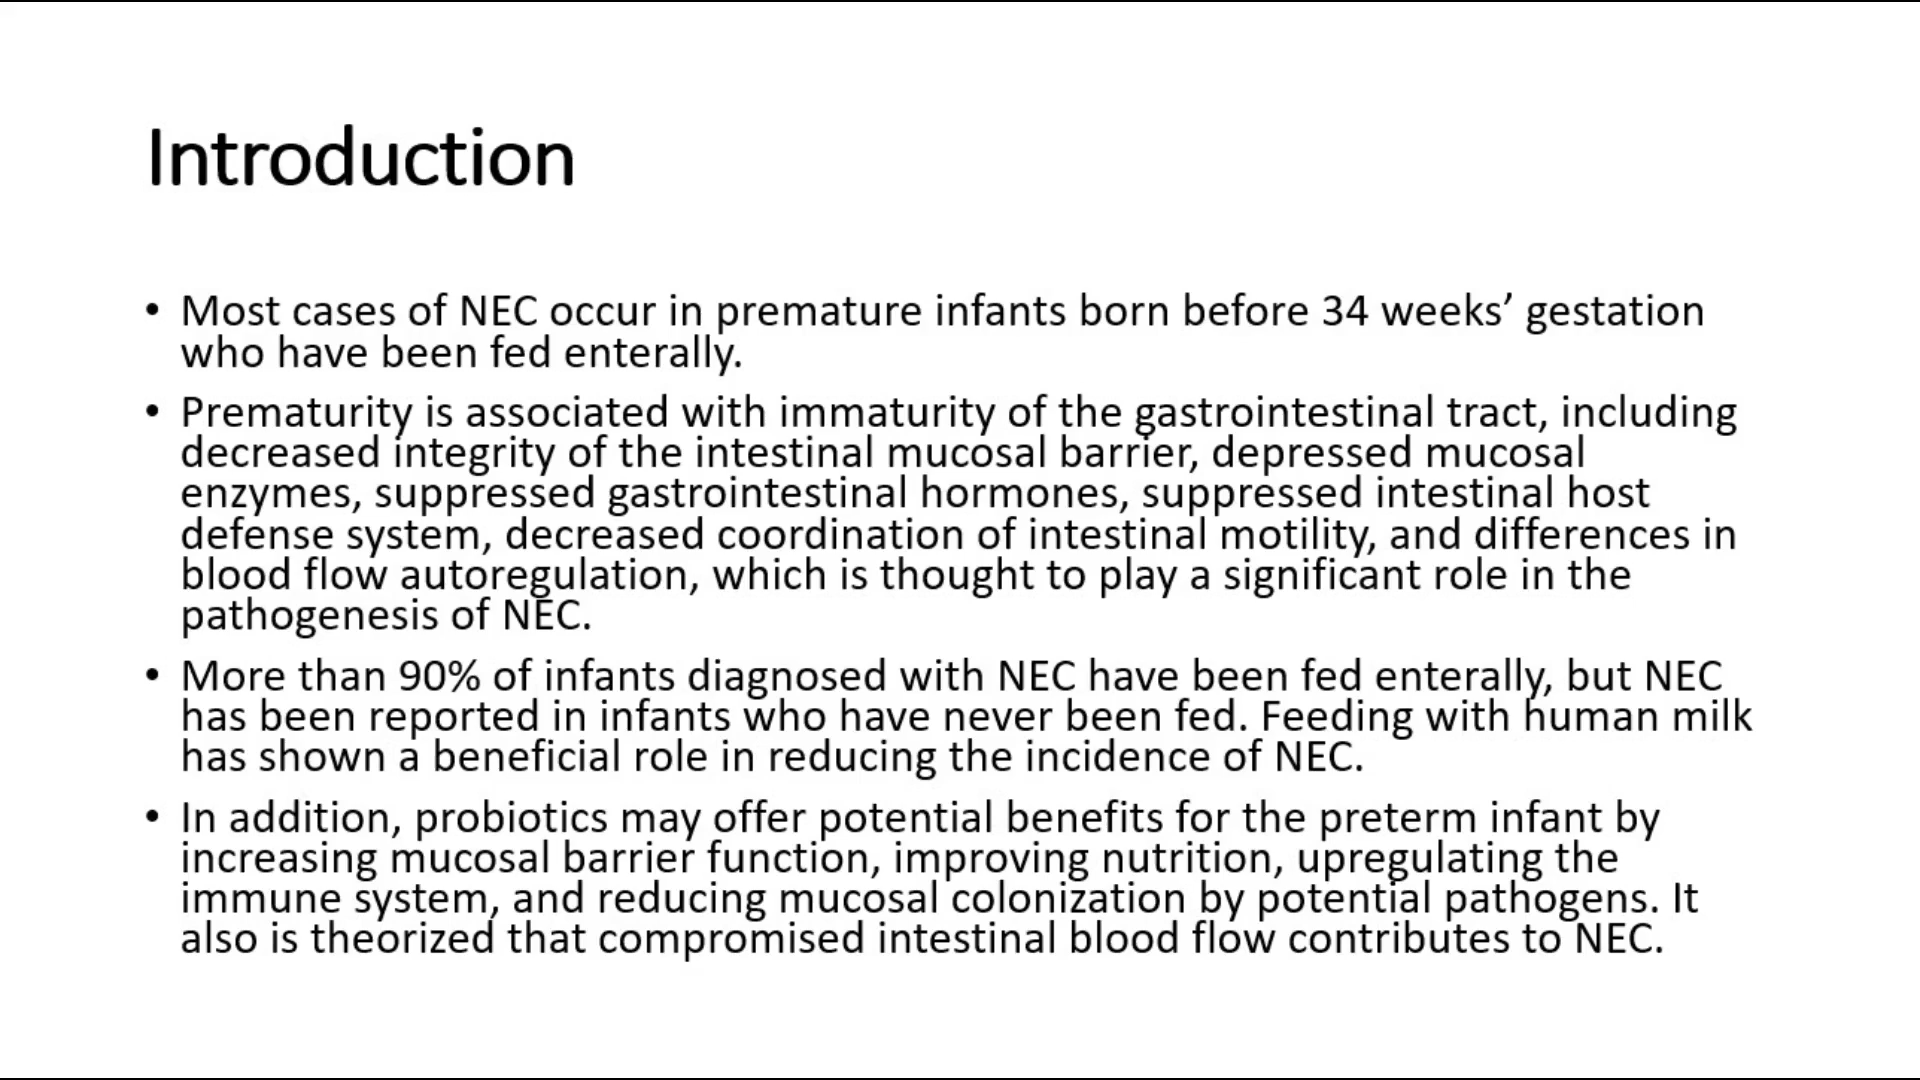 Introduction
• Most cases of NEC occur in premature infants born before 34 weeks’ gestation
who have been fed enterally.
• Prematurity is associated with immaturity of the gastrointestinal tract, including
decreased integrity of the intestinal mucosal barrier, depressed mucosal
enzymes, suppressed gastrointestinal hormones, suppressed intestinal host
defense system, decreased coordination of intestinal motility, and differences in
blood flow autoregulation, which is thought to play a significant role in the
pathogenesis of NEC.
• More than 90% of infants diagnosed with NEC have been fed enterally, but NEC
has been reported in infants who have never been fed. Feeding with human milk
has shown a beneficial role in reducing the incidence of NEC.
• In addition, probiotics may offer potential benefits for the preterm infant by
increasing mucosal barrier function, improving nutrition, upregulating the
immune system, and reducing mucosal colonization by potential pathogens. It
also is theorized that compromised intestinal blood flow contributes to NEC.